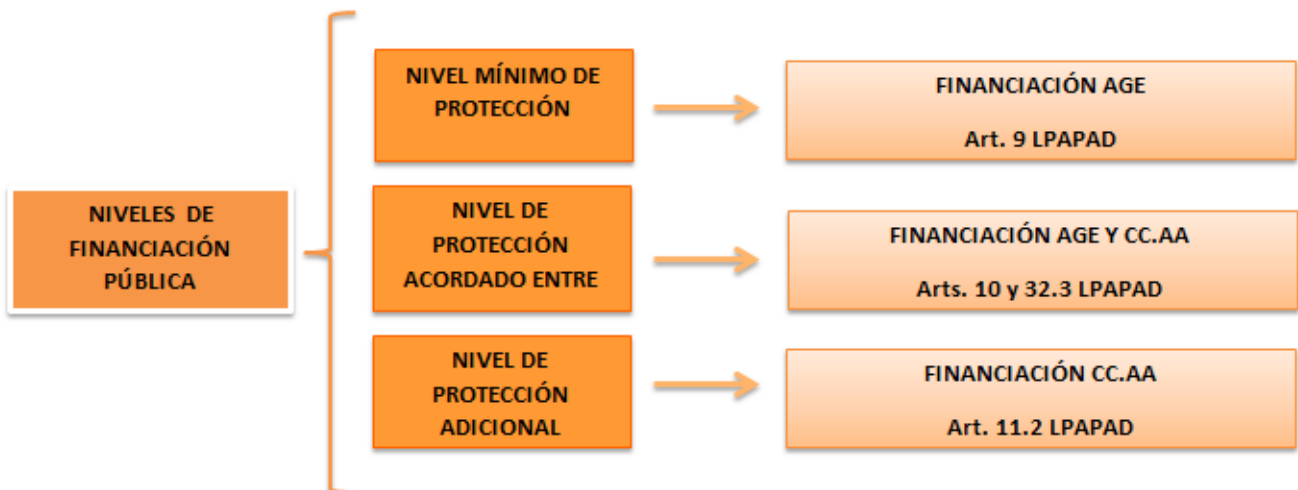 NIVELES DE
FINANCIACIÓN
PÚBLICA
NIVEL MÍNIMO DE
PROTECCIÓN
FINANCIACIÓN AGE
Art. 9 LPAPAD
NIVEL DE
PROTECCIÓN
ACORDADO ENTRE
FINANCIACIÓN AGE Y CC.AA
Arts. 10 y 32.3 LPAPAD
NIVEL DE
PROTECCIÓN
ADICIONAL
FINANCIACIÓN CC.AA
Art. 11.2 LPAPAD